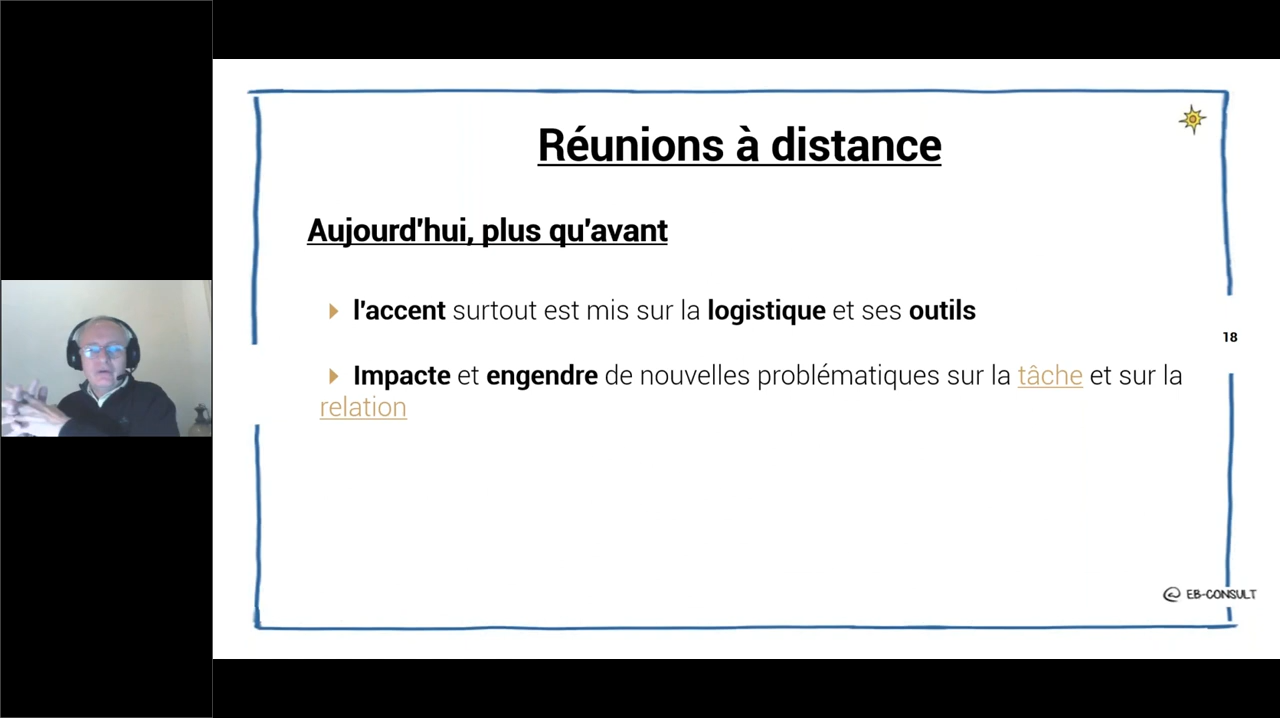 Réunions à distance
Aujourd'hui, plus qu'avant
l'accent surtout est mis sur la logistique et ses outils
18
Impacte et engendre de nouvelles problématiques sur la tâche et sur la
relation
@ EB-CONSULT